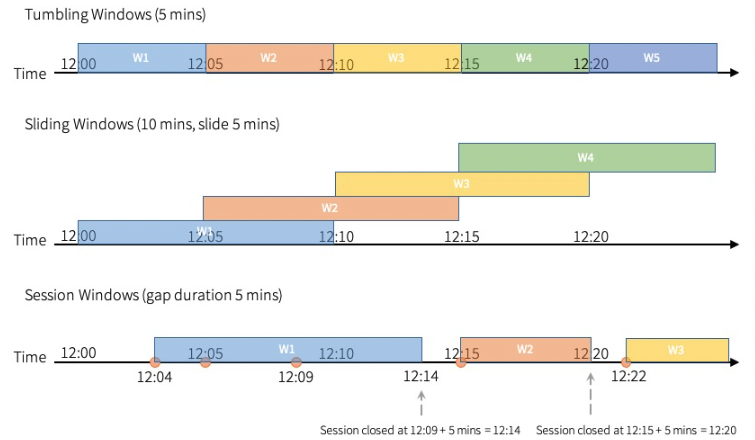 Tumbling Windows (5 mins)
W1 W2 W3 W4 W5
Time 12:00 12:05 12:10 12:15 12:20
Sliding Windows (10 mins, slide 5 mins)
W4
W3
W2
W1
Time 12:00 12:05 12:10 12:15 12:20
Session Windows (gap duration 5 mins)
W1 W2 W3
Time 12:00 12:05 12:10 12:15 12:20
12:04 12:09 12:14 12:22
Session closed at 12:09 + 5 mins = 12:14 Session closed at 12:15 + 5 mins = 12:20